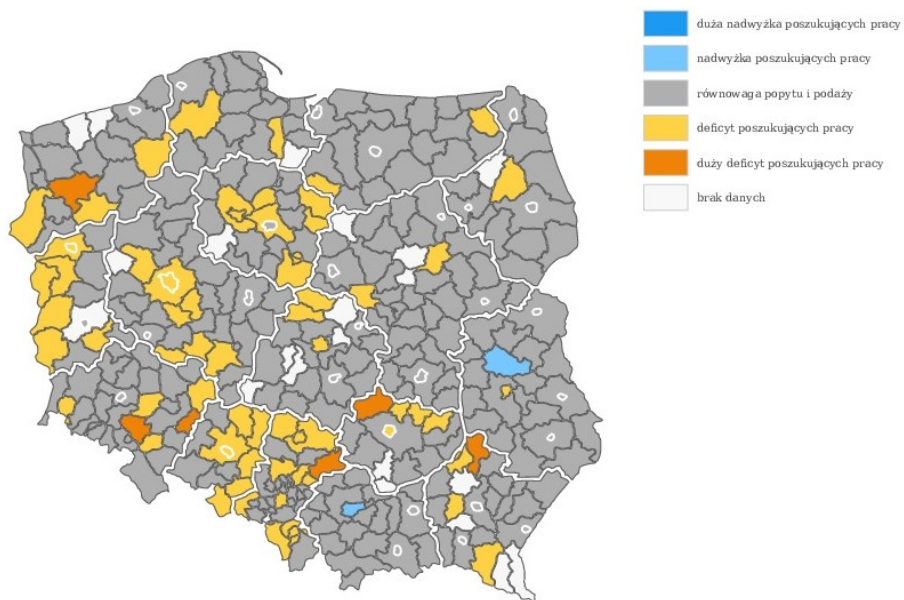 duża nadwyżka poszukujących pracy
nadwyżka poszukujących pracy
równowaga popytu i podaży
deficyt poszukujących pracy
duży deficyt poszukujących pracy
brak danych